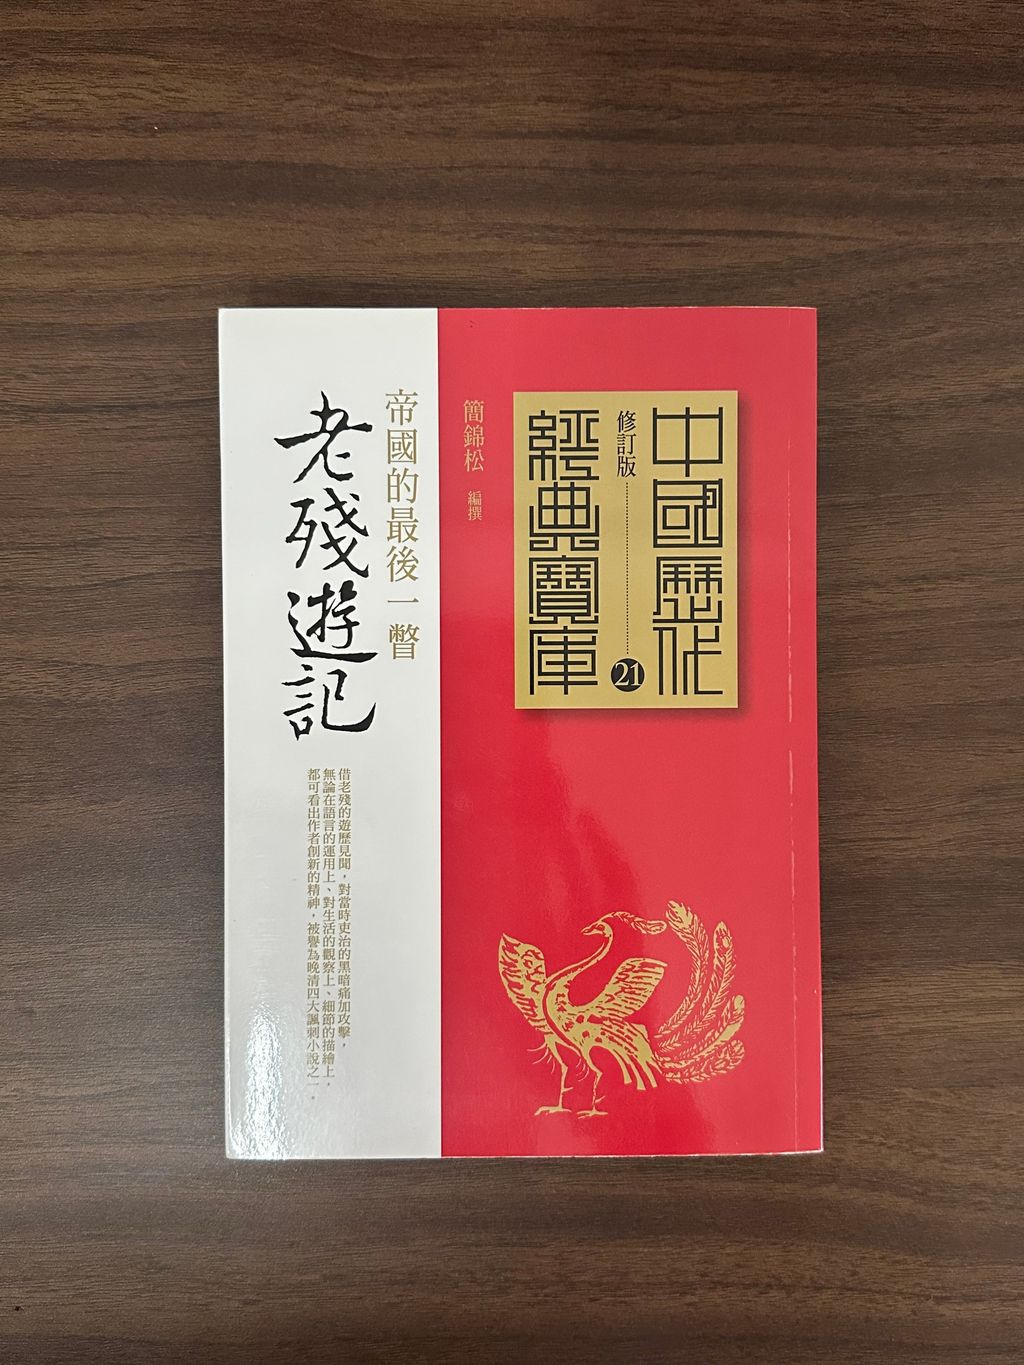 中國歷代
修訂版
21
經典寶庫
簡錦松 編撰
帝國的最後一瞥
老殘遊記
借老殘的遊歷見聞，對當時吏治的黑暗痛加攻擊，
無論在語言的運用上、對生活的觀察上、細節的描繪上，
都可看出作者創新的精神，被譽為晚清四大諷刺小說之一。